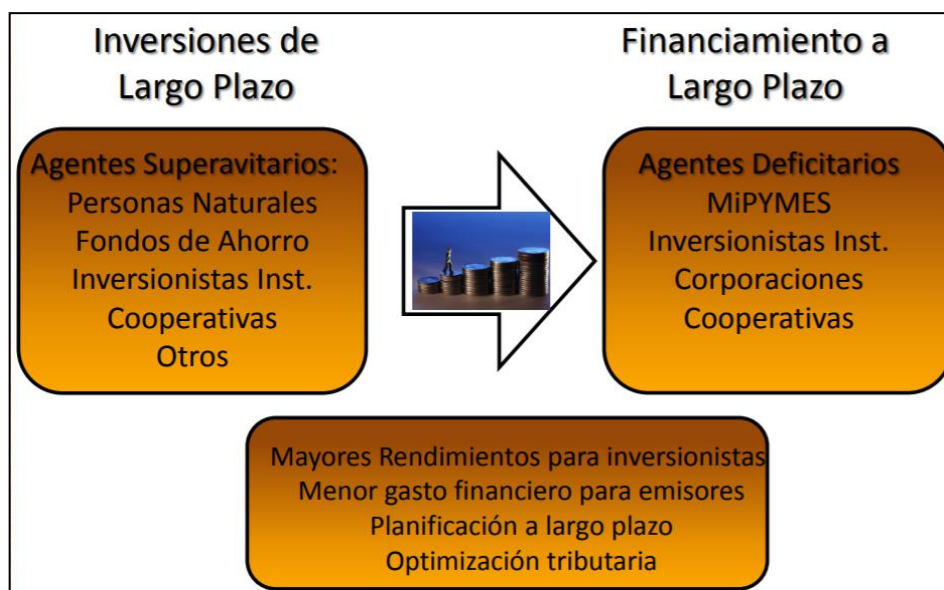 Inversiones de
Largo Plazo
Agentes Superavitarios:
Personas Naturales
Fondos de Ahorro
Inversionistas Inst.
Cooperativas
Otros
Financiamiento a
Largo Plazo
Agentes Deficitarios
MiPYMES
Inversionistas Inst.
Corporaciones
Cooperativas
Mayores Rendimientos para inversionistas
Menor gasto financiero para emisores
Planificación a largo plazo
Optimización tributaria